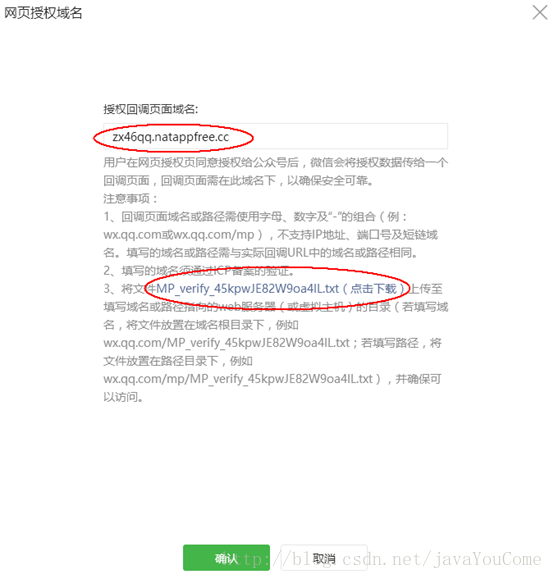 网页授权域名
授权回调页面域名:
zx46qq.natappfree.cc
用户在网页授权页同意授权给公众号后，微信会将授权数据传给一个
回调页面，回调页面需在此域名下，以确保安全可靠。
注意事项：
1、回调页面域名或路径需使用字母、数字及“-”的组合（例：
wx.qq.com或wx.qq.com/mp），不支持IP地址、端口号及短链域
名。填写的域名或路径需与实际回调URL中的域名或路径相同。
2、填写的域名须通过ICP备案的验证。
3、将文件MP_verify_45kpwJE82W9oa4lL.txt（点击下载）上传至
填写域名或路径指向的web服务器（或虚拟主机）的目录（若填写域
名，将文件放置在域名根目录下，例如
wx.qq.com/MP_verify_45kpwJE82W9oa4lL.txt；若填写路径，将
文件放置在路径目录下，例如
wx.qq.com/mp/MP_verify_45kpwJE82W9oa4lL.txt），并确保可
以访问。
确认
取消
http://blog.csdn.net/javaYouCome